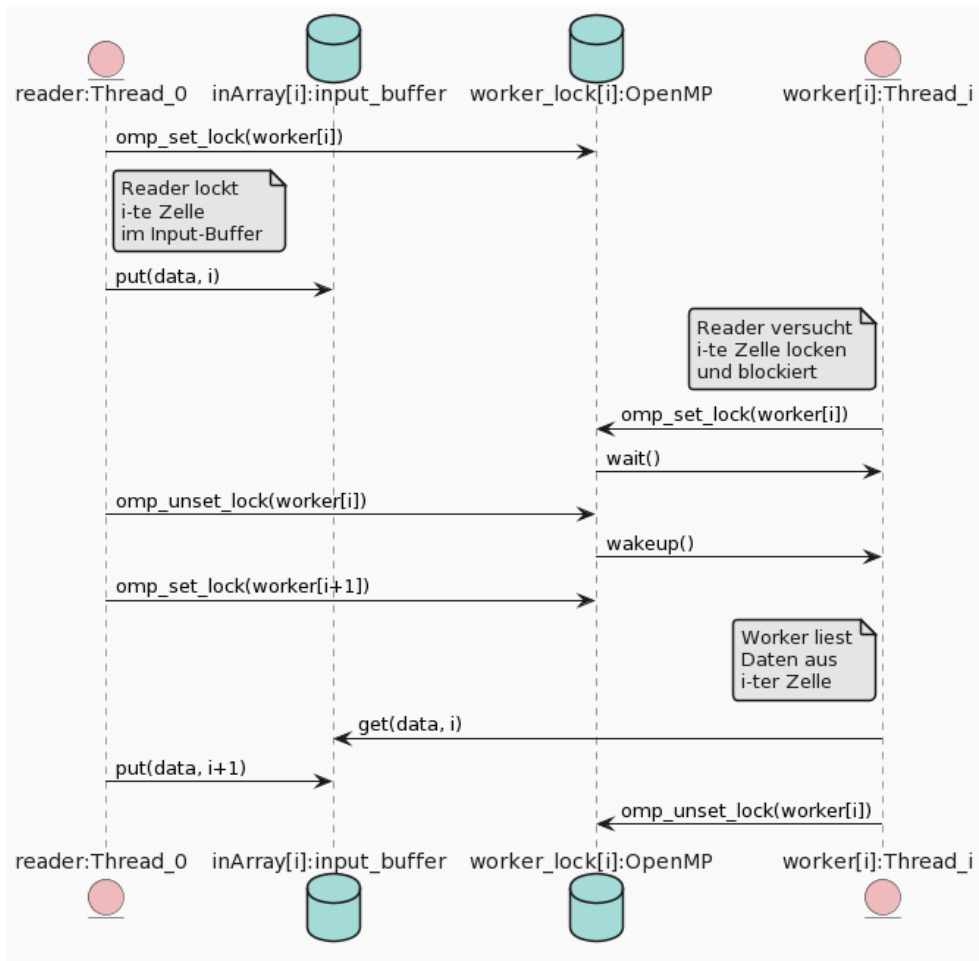 reader:Thread_0
inArray[i]:input_buffer
worker_lock[i]:OpenMP
worker[i]:Thread_i
omp_set_lock(worker[i])
Reader lockt
i-te Zelle
im Input-Buffer
put(data, i)
Reader versucht
i-te Zelle locken
und blockiert
omp_set_lock(worker[i])
wait()
omp_unset_lock(worker[i])
wakeup()
omp_set_lock(worker[i+1])
Worker liest
Daten aus
i-ter Zelle
get(data, i)
put(data, i+1)
omp_unset_lock(worker[i])
reader:Thread_0
inArray[i]:input_buffer
worker_lock[i]:OpenMP
worker[i]:Thread_i